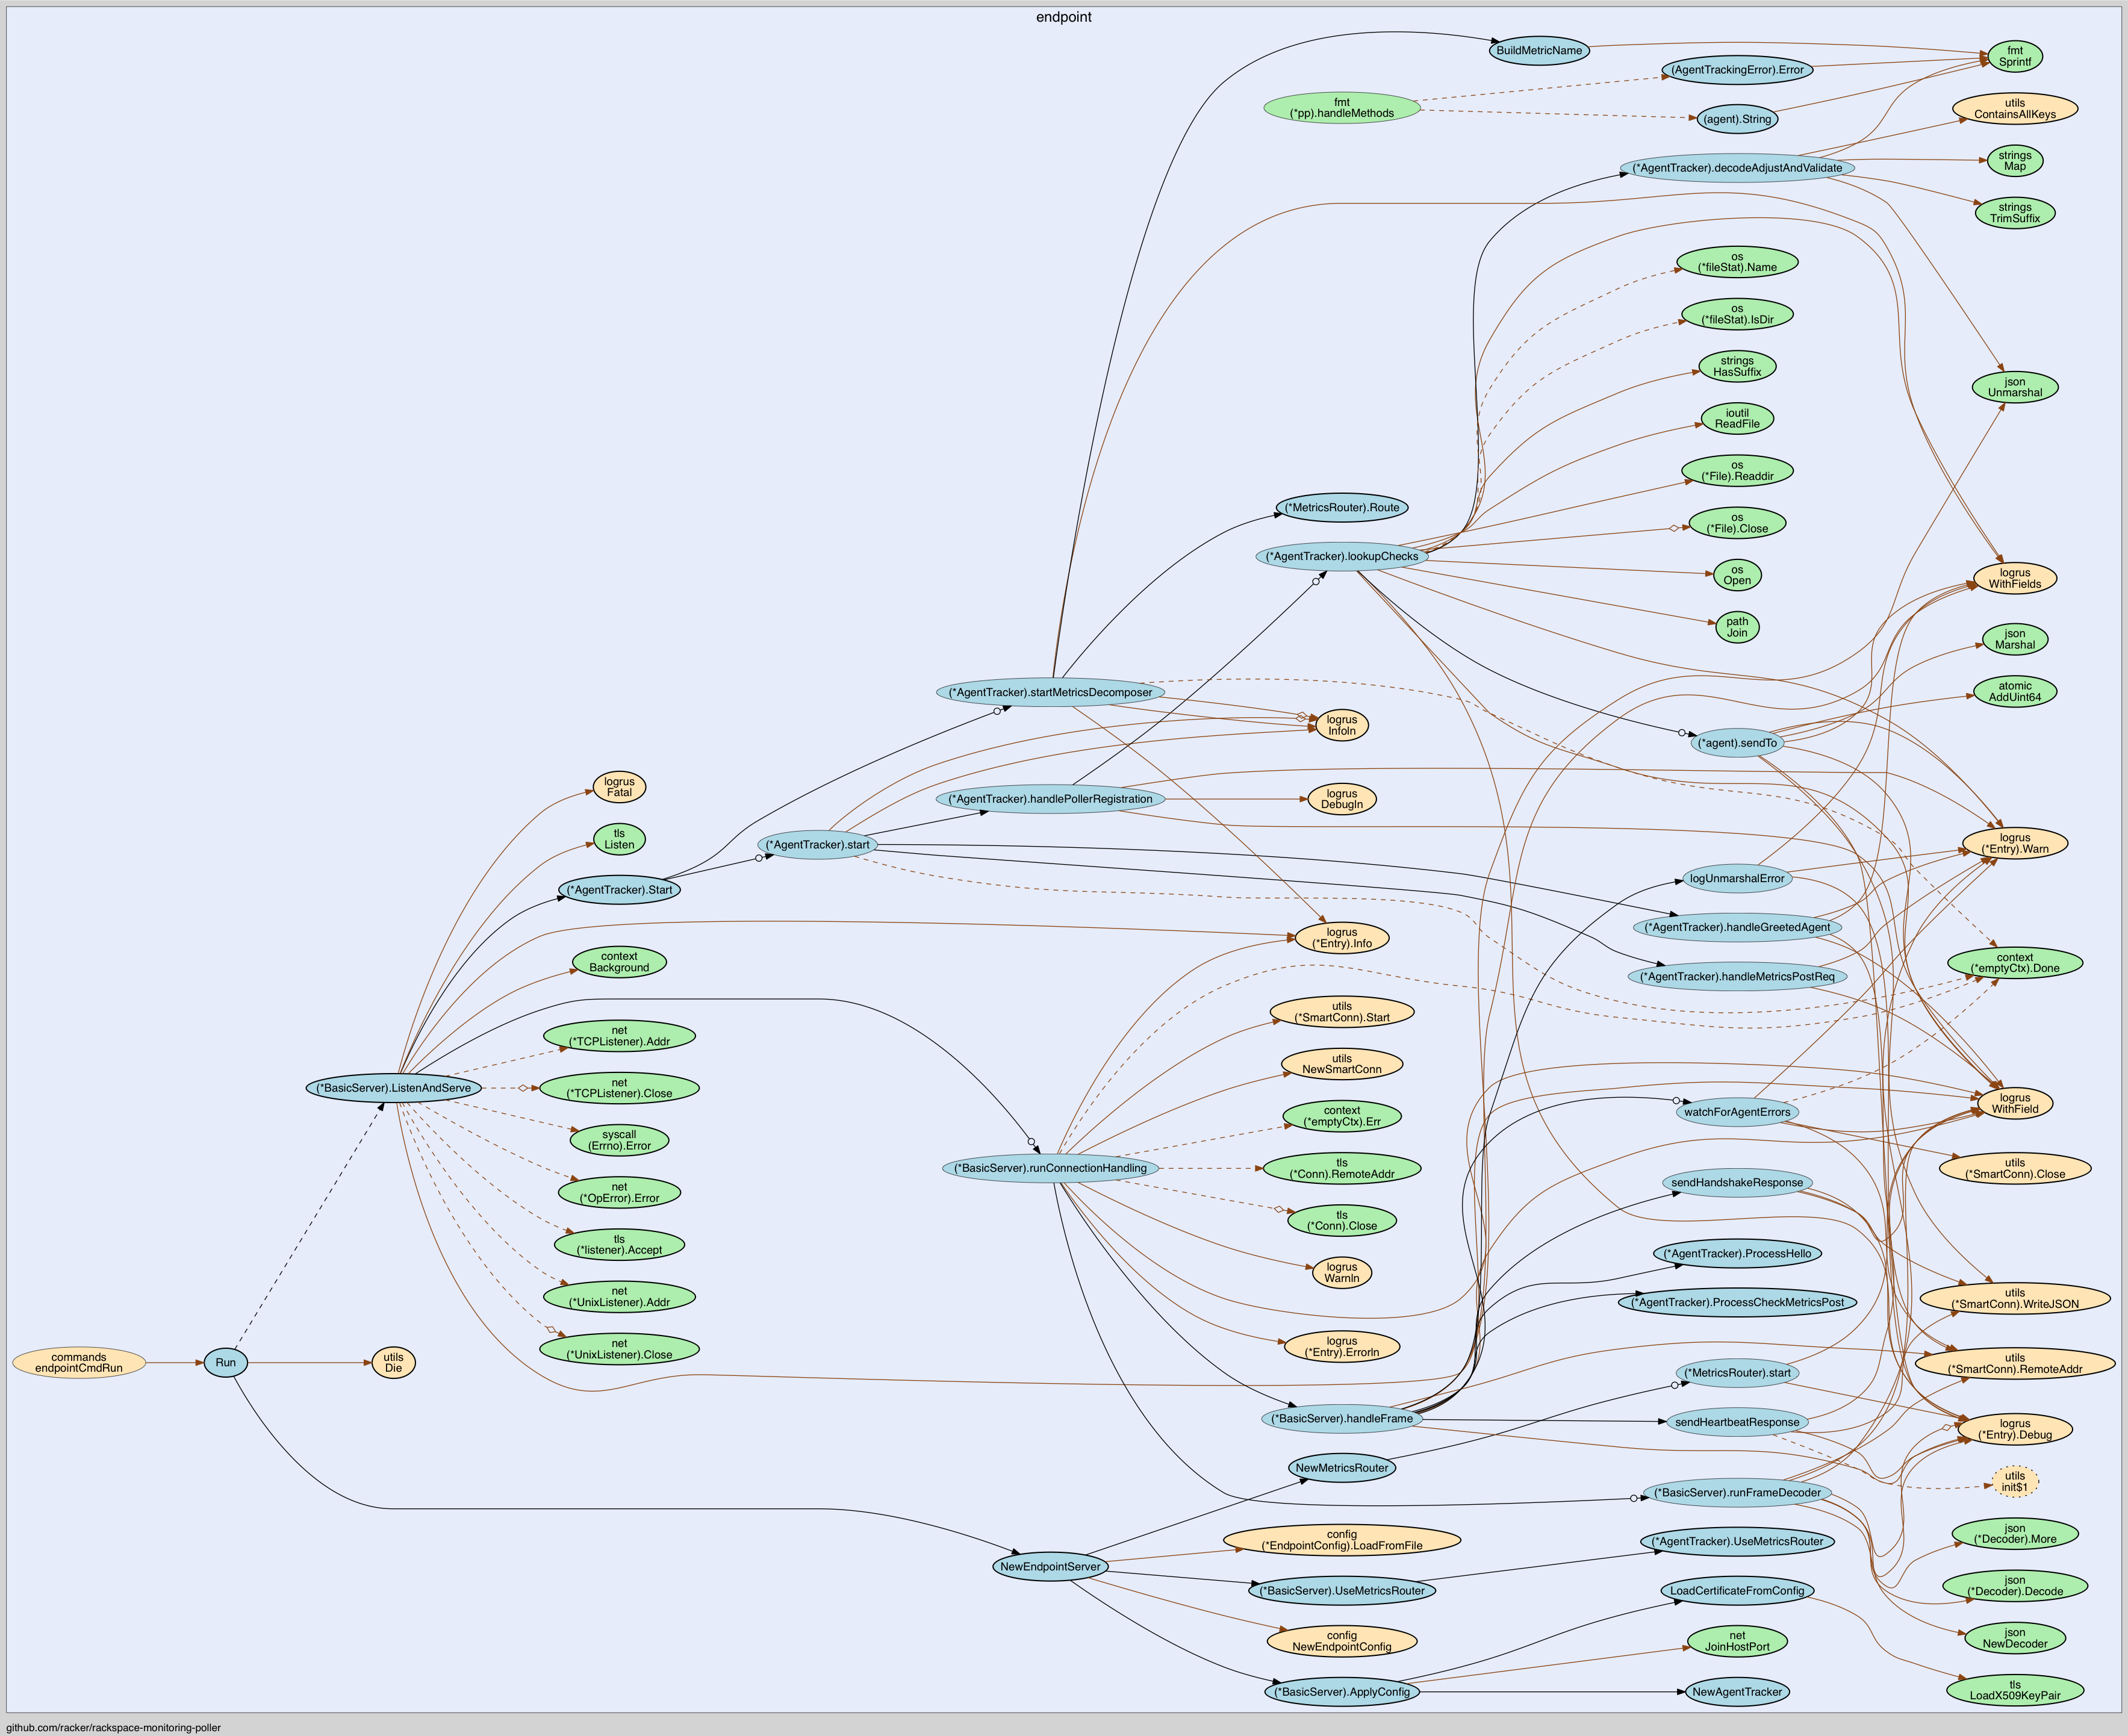 endpoint
BuildMetricName
fmt
Sprintf
(AgentTrackingError).Error
fmt
(*pp).handleMethods
utils
ContainsAllKeys
(agent).String
strings
Map
(*AgentTracker).decodeAdjustAndValidate
strings
TrimSuffix
os
(*fileStat).Name
os
(*fileStat).IsDir
strings
HasSuffix
json
Unmarshal
ioutil
ReadFile
os
(*File).Readdir
(*MetricsRouter).Route
os
(*File).Close
(*AgentTracker).lookupChecks
os
Open
logrus
WithFields
path
Join
json
Marshal
(*AgentTracker).startMetricsDecomposer
atomic
AddUint64
logrus
Infoln
(*agent).sendTo
logrus
Fatal
(*AgentTracker).handlePollerRegistration
logrus
Debugln
tls
Listen
(*AgentTracker).start
logrus
(*Entry).Warn
(*AgentTracker).Start
logUnmarshalError
(*AgentTracker).handleGreetedAgent
logrus
(*Entry).Info
context
Background
(*AgentTracker).handleMetricsPostReq
context
(*emptyCtx).Done
utils
(*SmartConn).Start
net
(*TCPListener).Addr
utils
NewSmartConn
(*BasicServer).ListenAndServe
net
(*TCPListener).Close
logrus
WithField
context
(*emptyCtx).Err
watchForAgentErrors
syscall
(Errno).Error
(*BasicServer).runConnectionHandling
tls
(*Conn).RemoteAddr
utils
(*SmartConn).Close
sendHandshakeResponse
net
(*OpError).Error
tls
(*Conn).Close
tls
(*listener).Accept
(*AgentTracker).ProcessHello
logrus
Warnln
net
(*UnixListener).Addr
(*AgentTracker).ProcessCheckMetricsPost
utils
(*SmartConn).WriteJSON
logrus
(*Entry).Errorln
net
(*UnixListener).Close
commands
endpointCmdRun
Run
utils
Die
utils
(*SmartConn).RemoteAddr
(*MetricsRouter).start
(*BasicServer).handleFrame
sendHeartbeatResponse
logrus
(*Entry).Debug
NewMetricsRouter
utils
init$1
(*BasicServer).runFrameDecoder
json
(*Decoder).More
config
(*EndpointConfig).LoadFromFile
(*AgentTracker).UseMetricsRouter
NewEndpointServer
json
(*Decoder).Decode
(*BasicServer).UseMetricsRouter
LoadCertificateFromConfig
config
NewEndpointConfig
net
JoinHostPort
json
NewDecoder
(*BasicServer).ApplyConfig
NewAgentTracker
tls
LoadX509KeyPair
github.com/racker/rackspace-monitoring-poller